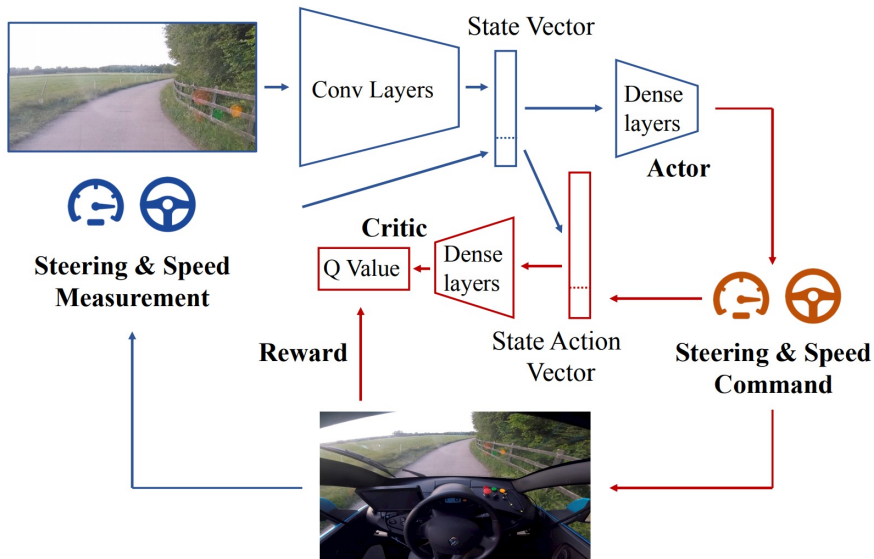 State Vector
Conv Layers
Dense
layers
Actor
Critic
Q Value
Dense
layers
Steering & Speed
Measurement
State Action
Vector
Reward
Steering & Speed
Command